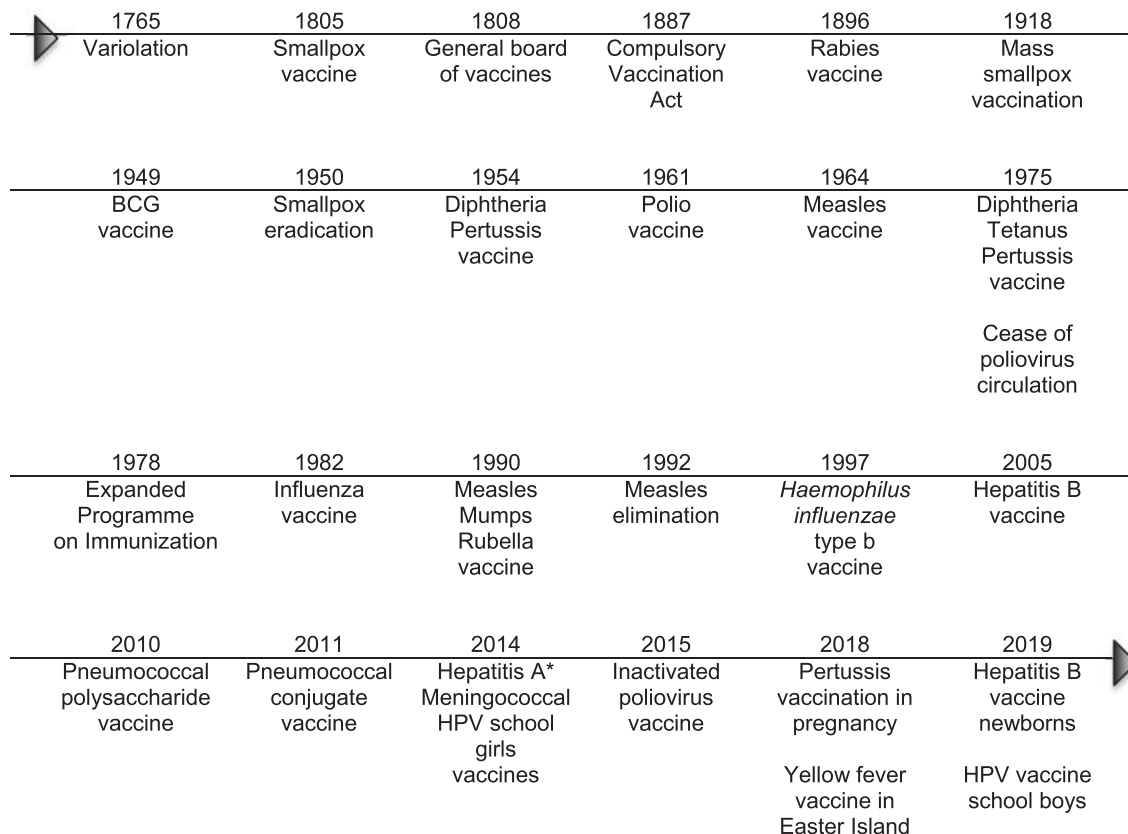 1765 1805 1808 1887 1896 1918
Variolation Smallpox General board Compulsory Rabies Mass
vaccine of vaccines Vaccination vaccine smallpox
Act vaccination
1949 1950 1954 1961 1964 1975
BCG Smallpox Diphtheria Polio Measles Diphtheria
vaccine eradication Pertussis vaccine vaccine Tetanus
vaccine Pertussis
vaccine
Cease of
poliovirus
circulation
1978 1982 1990 1992 1997 2005
Expanded Influenza Measles Measles Haemophilus Hepatitis B
Programme vaccine Mumps elimination influenzae vaccine
on Immunization Rubella type b
vaccine vaccine
2010 2011 2014 2015 2018 2019
Pneumococcal Pneumococcal Hepatitis A* Inactivated Pertussis Hepatitis B
polysaccharide conjugate Meningococcal poliovirus vaccination in vaccine
vaccine vaccine HPV school vaccine pregnancy newborns
girls
vaccines Yellow fever HPV vaccine
vaccine in school boys
Easter Island